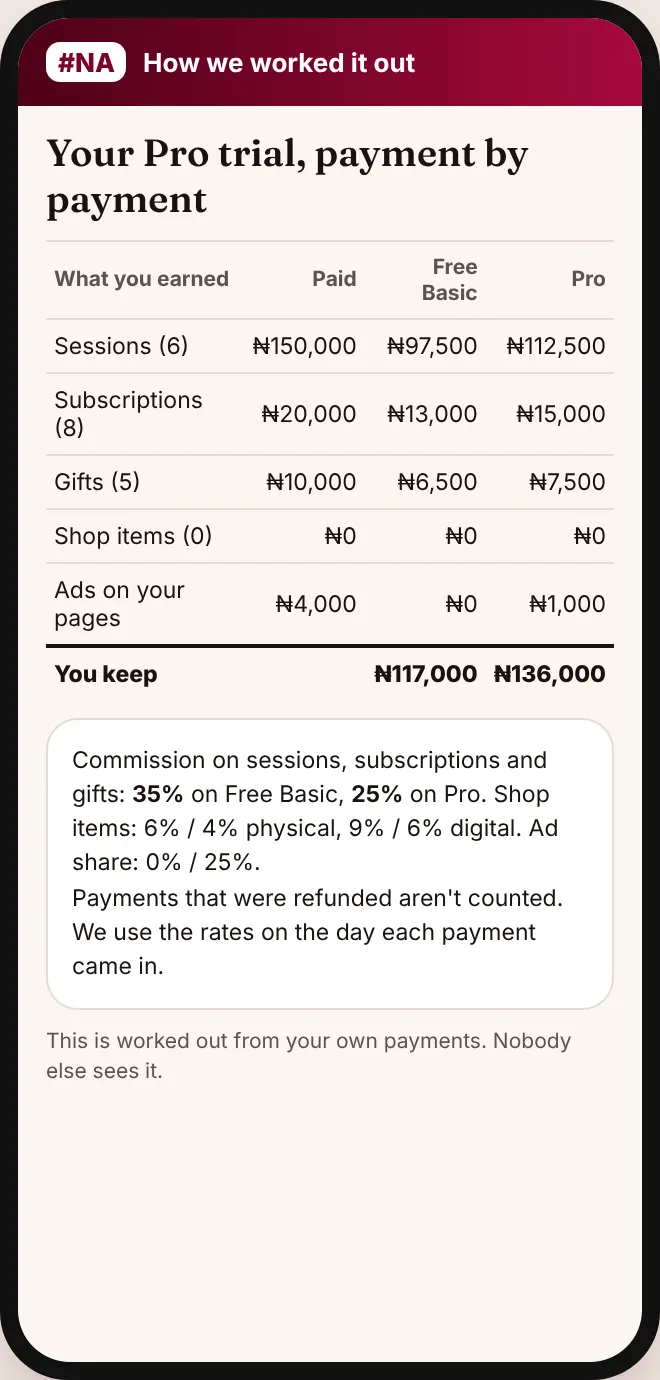 #NA How we worked it out
Your Pro trial, payment by
payment
What you earned Paid Free Basic Pro
Sessions (6) ₦150,000 ₦97,500 ₦112,500
Subscriptions (8) ₦20,000 ₦13,000 ₦15,000
Gifts (5) ₦10,000 ₦6,500 ₦7,500
Shop items (0) ₦0 ₦0 ₦0
Ads on your pages ₦4,000 ₦0 ₦1,000
You keep ₦117,000 ₦136,000
Commission on sessions, subscriptions and
gifts: 35% on Free Basic, 25% on Pro. Shop
items: 6% / 4% physical, 9% / 6% digital. Ad
share: 0% / 25%.
Payments that were refunded aren't counted.
We use the rates on the day each payment
came in.
This is worked out from your own payments. Nobody
else sees it.